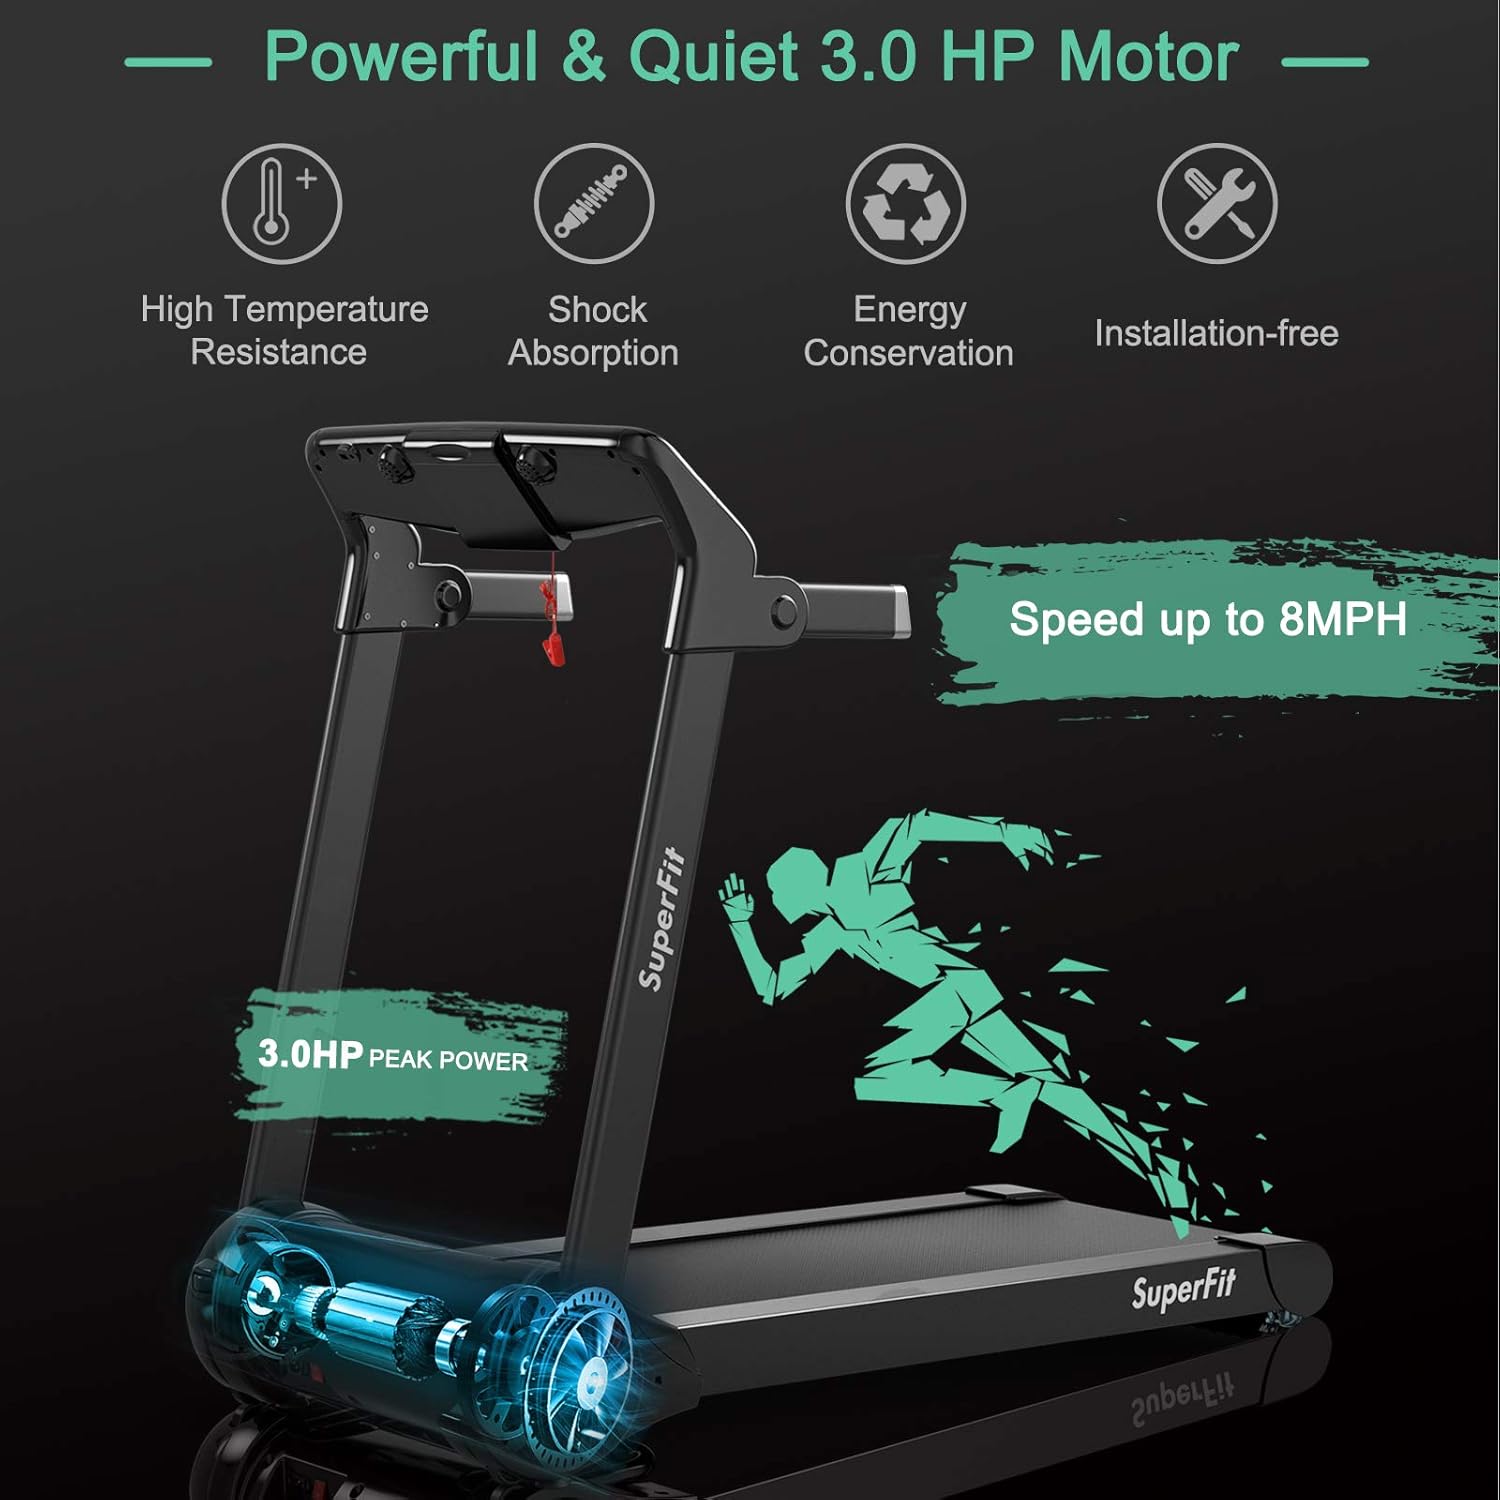 Powerful & Quiet 3.0 HP Motor
High Temperature
Resistance
Shock
Absorption
Energy
Conservation
Installation-free
Speed up to 8MPH
SuperFit
3.0HP PEAK POWER
SuperFit
SuperFit